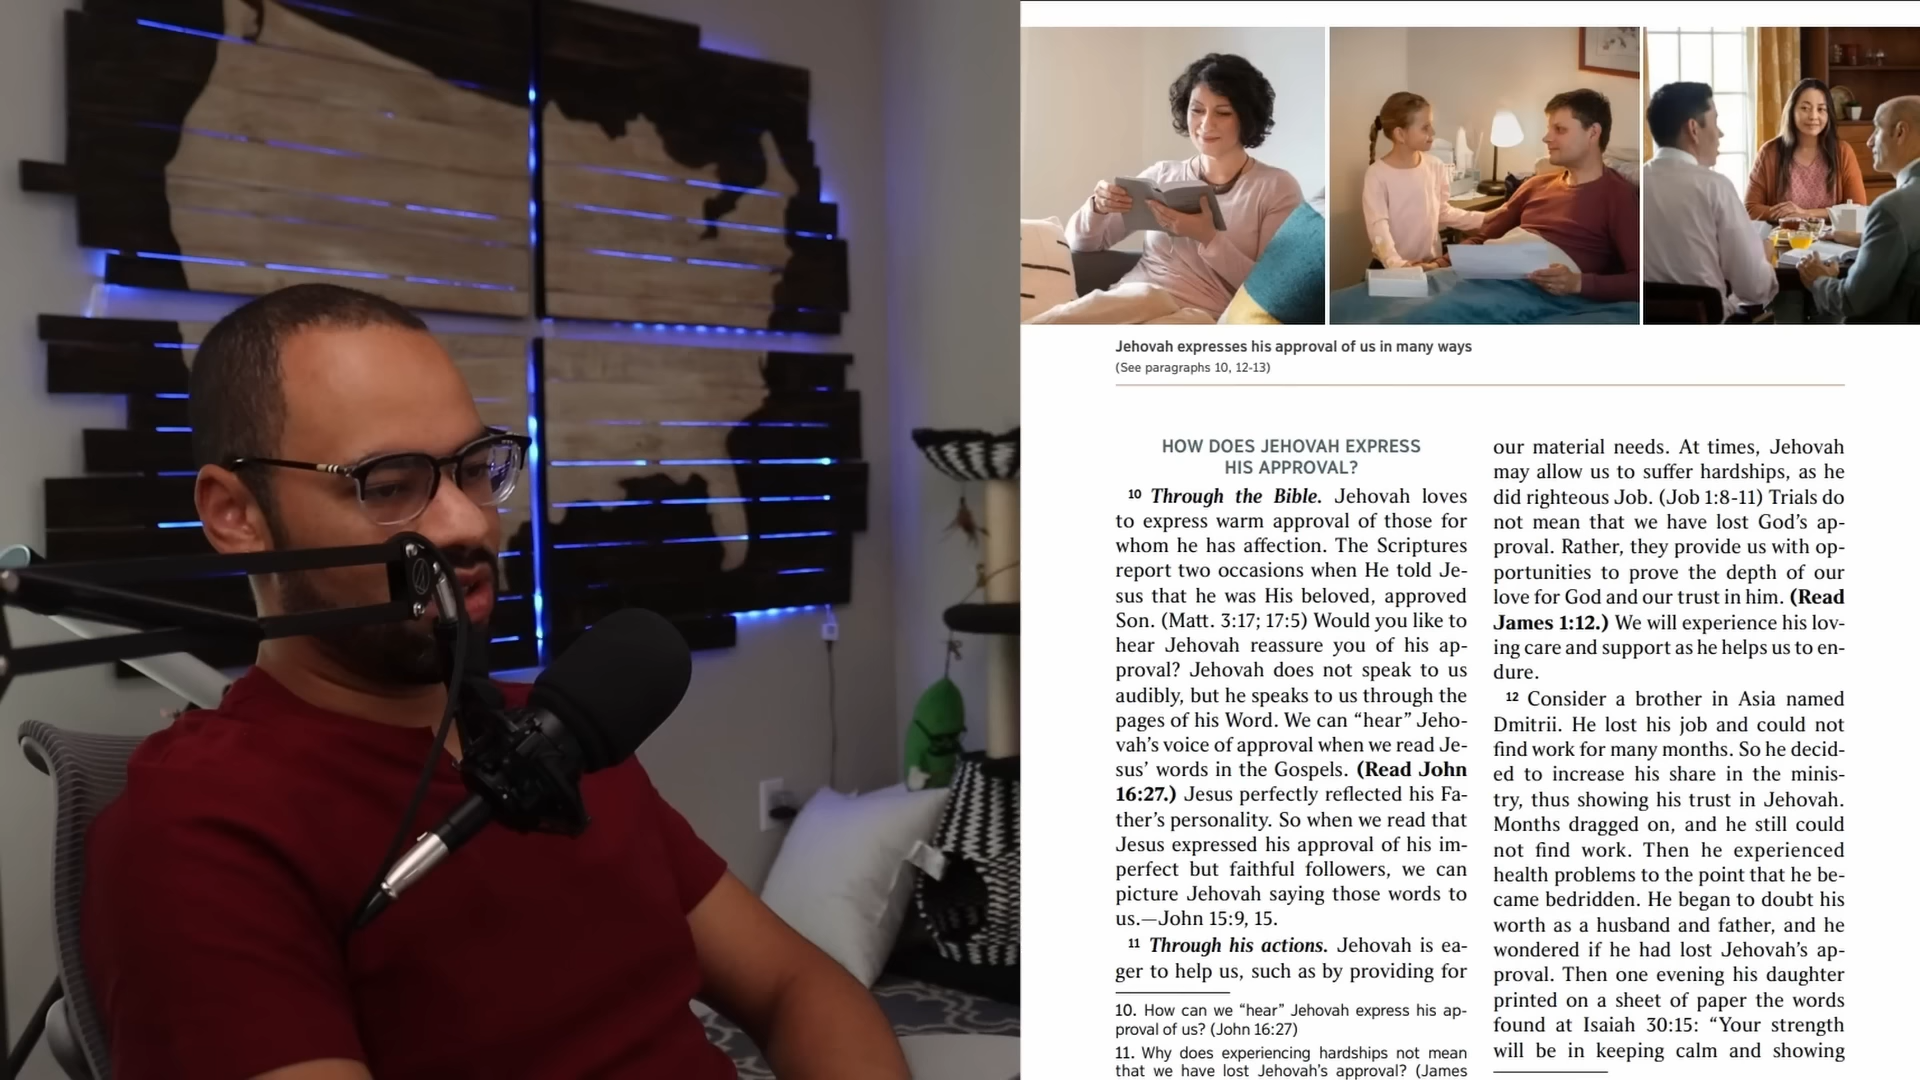 Jehovah expresses his approval of us in many ways
(See paragraphs 10, 12-13)
HOW DOES JEHOVAH EXPRESS
HIS APPROVAL?
10 Through the Bible. Jehovah loves
to express warm approval of those for
whom he has affection. The Scriptures
report two occasions when He told Je-
sus that he was His beloved, approved
Son. (Matt. 3:17; 17:5) Would you like to
hear Jehovah reassure you of his ap-
proval? Jehovah does not speak to us
audibly, but he speaks to us through the
pages of his Word. We can “hear” Jeho-
vah’s voice of approval when we read Je-
sus’ words in the Gospels. (Read John
16:27.) Jesus perfectly reflected his Fa-
ther’s personality. So when we read that
Jesus expressed his approval of his im-
perfect but faithful followers, we can
picture Jehovah saying those words to
us.—John 15:9, 15.
11 Through his actions. Jehovah is ea-
ger to help us, such as by providing for
10. How can we “hear” Jehovah express his ap-
proval of us? (John 16:27)
11. Why does experiencing hardships not mean
that we have lost Jehovah’s approval? (James
our material needs. At times, Jehovah
may allow us to suffer hardships, as he
did righteous Job. (Job 1:8-11) Trials do
not mean that we have lost God’s ap-
proval. Rather, they provide us with op-
portunities to prove the depth of our
love for God and our trust in him. (Read
James 1:12.) We will experience his lov-
ing care and support as he helps us to en-
dure.
12 Consider a brother in Asia named
Dmitrii. He lost his job and could not
find work for many months. So he decid-
ed to increase his share in the minis-
try, thus showing his trust in Jehovah.
Months dragged on, and he still could
not find work. Then he experienced
health problems to the point that he be-
came bedridden. He began to doubt his
worth as a husband and father, and he
wondered if he had lost Jehovah’s ap-
proval. Then one evening his daughter
printed on a sheet of paper the words
found at Isaiah 30:15: “Your strength
will be in keeping calm and showing